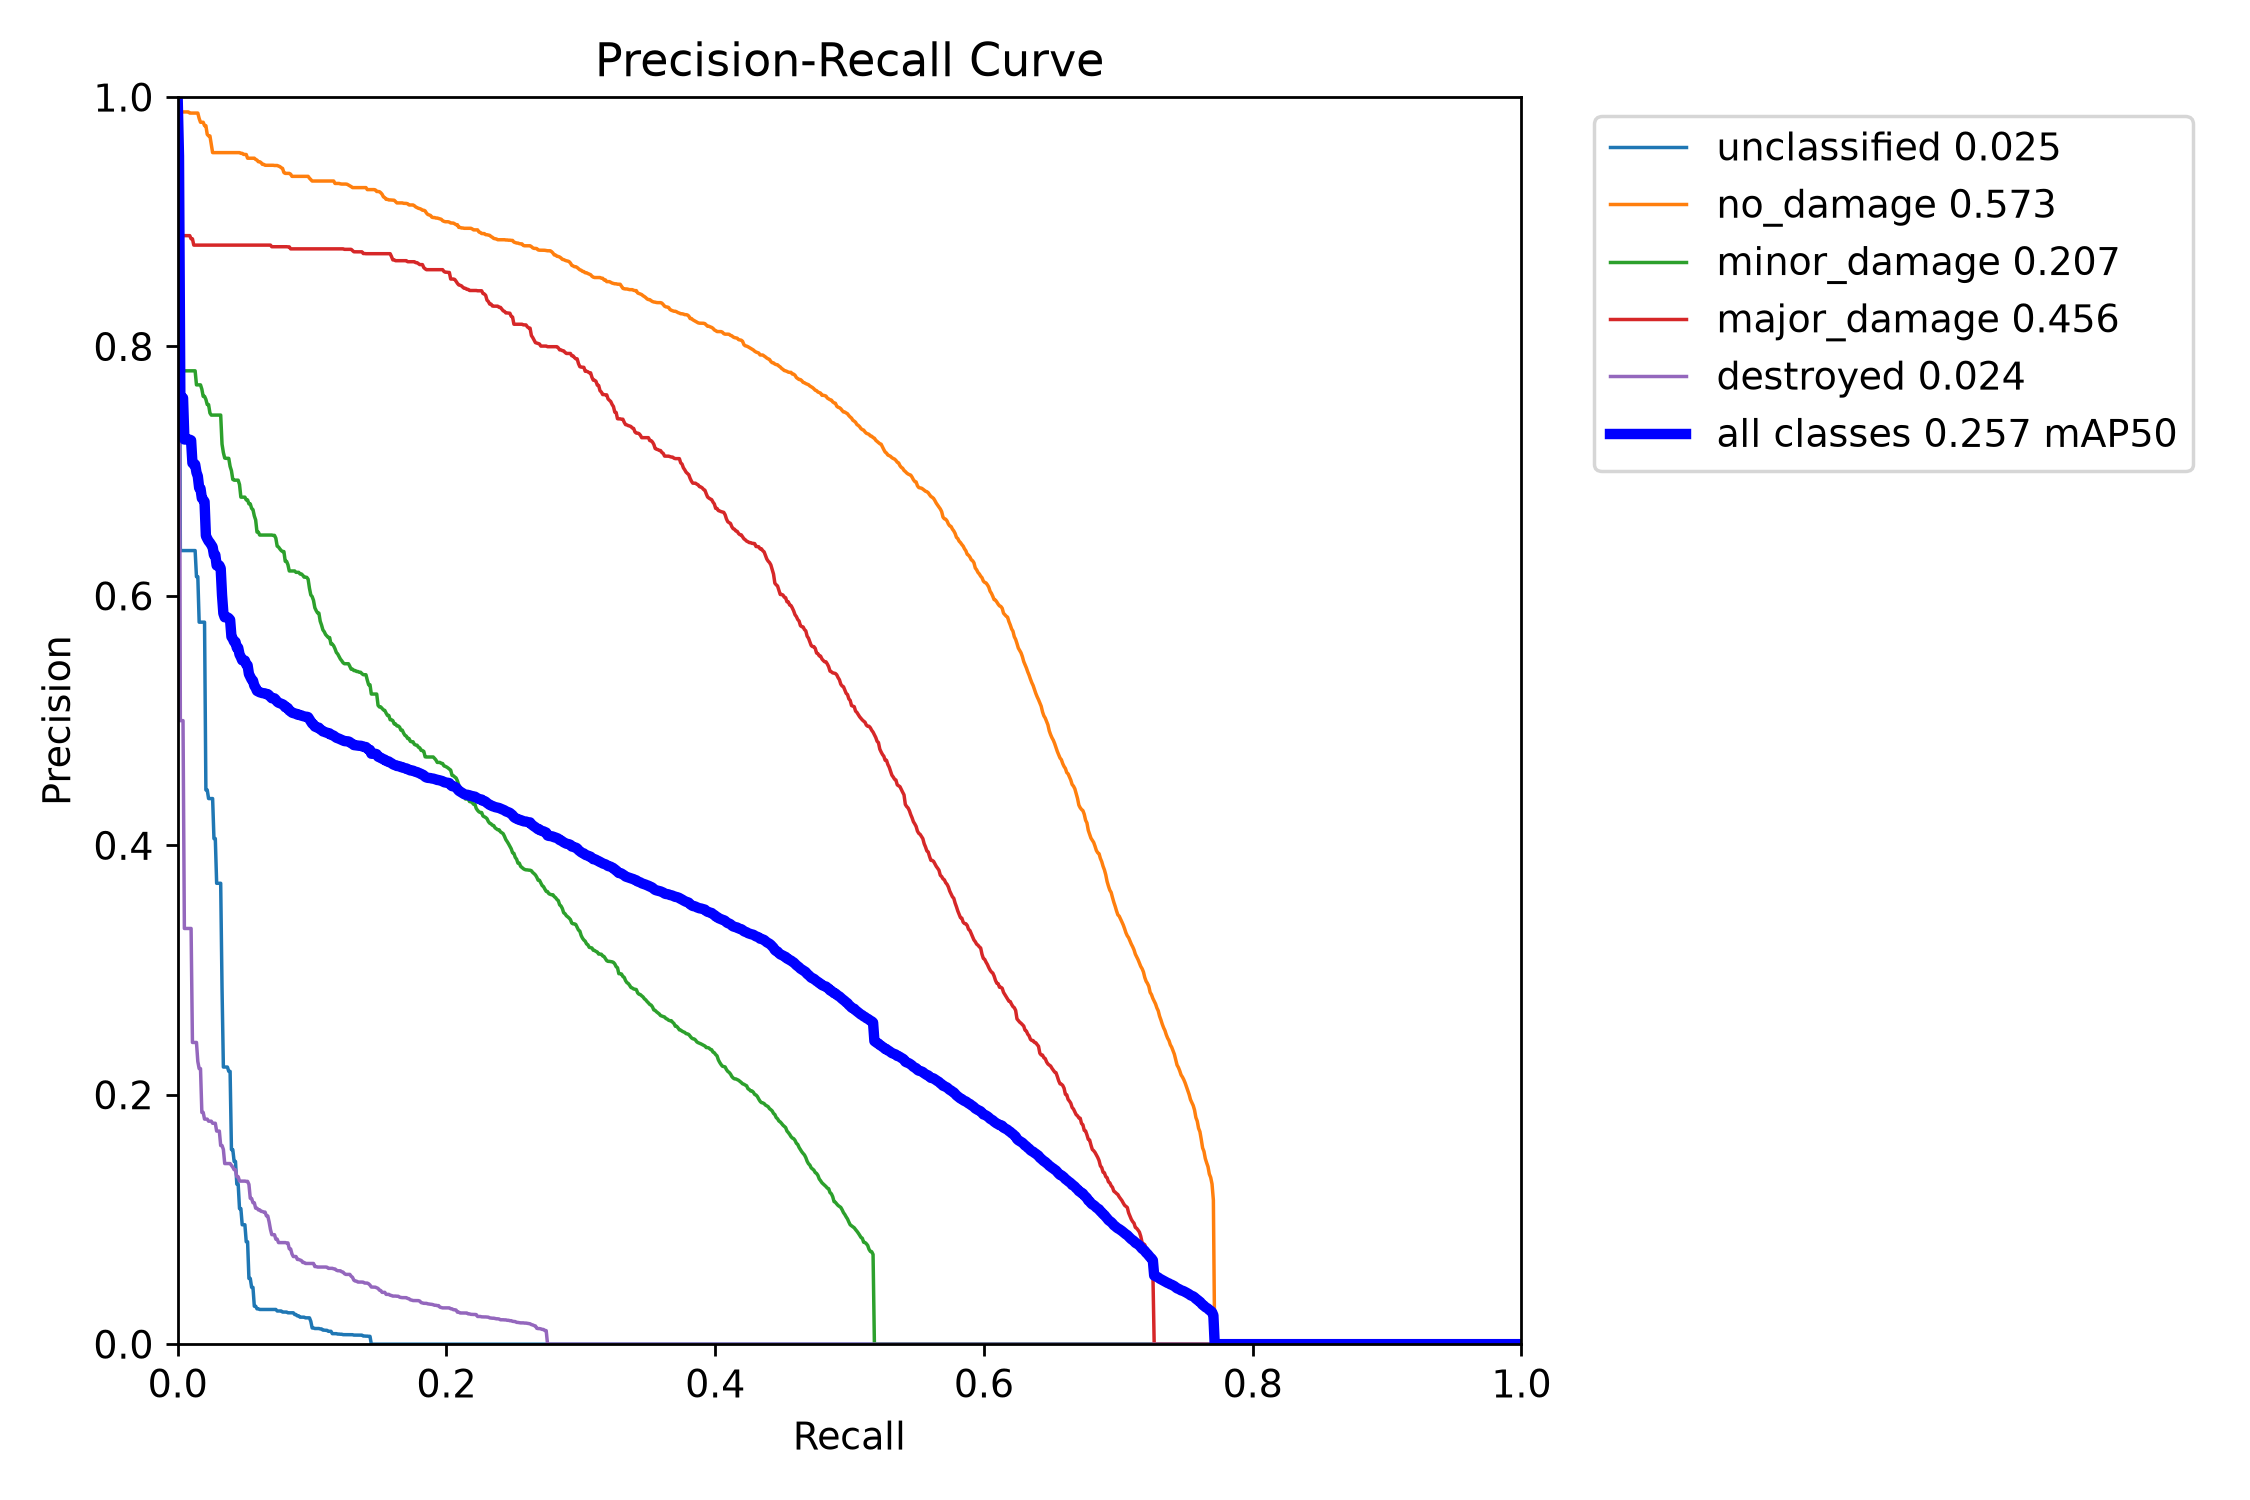 Precision-Recall Curve
1.0
0.8
0.6
0.4
0.2
0.0
Precision
0.0 0.2 0.4 0.6 0.8 1.0
Recall
unclassified 0.025
no_damage 0.573
minor_damage 0.207
major_damage 0.456
destroyed 0.024
all classes 0.257 mAP50